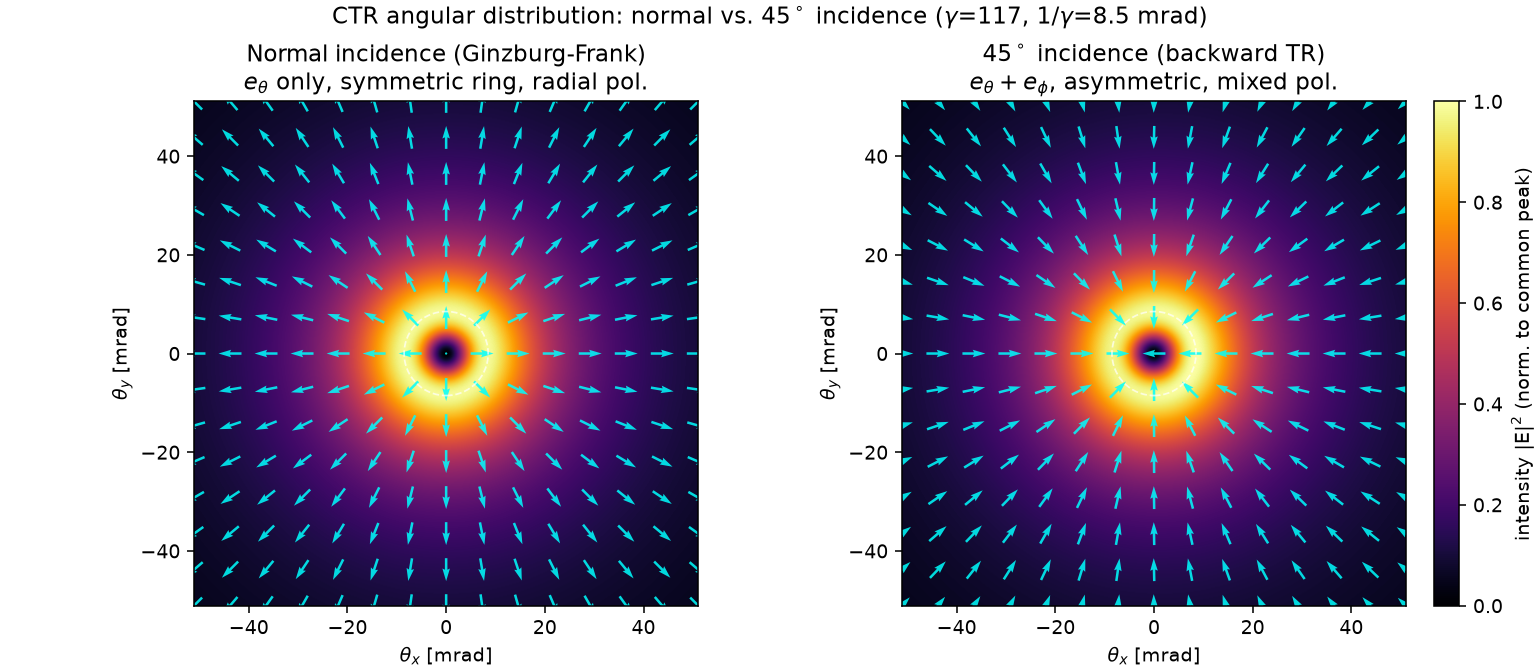 CTR angular distribution: normal vs. 45° incidence (γ=117, 1/γ=8.5 mrad)
Normal incidence (Ginzburg-Frank)
e_θ only, symmetric ring, radial pol.
40
20
0
−20
−40
θ_y [mrad]
−40 −20 0 20 40
θ_x [mrad]
45° incidence (backward TR)
e_θ + e_ϕ, asymmetric, mixed pol.
40
20
0
−20
−40
θ_y [mrad]
−40 −20 0 20 40
θ_x [mrad]
1.0
0.8
0.6
0.4
0.2
0.0
intensity |E|² (norm. to common peak)